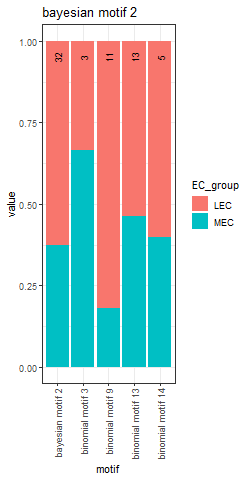 bayesian motif 2
1.00
0.75
0.50
0.25
0.00
value
32
3
11
13
5
bayesian motif 2
binomial motif 3
binomial motif 9
binomial motif 13
binomial motif 14
motif
EC_group
LEC
MEC